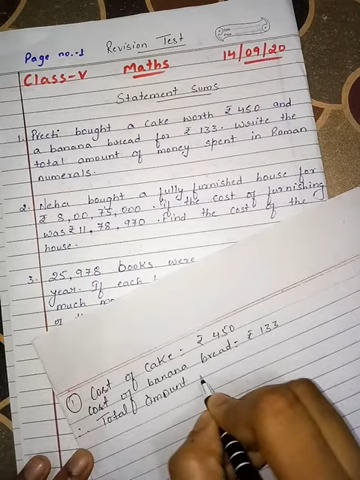 Page no.-1
Revision Test
Class-V
Maths
14/09/20
Statement Sums
1. Preeti bought a cake worth ₹ 450 and
a banana bread for ₹ 133. Write the
total amount of money spent in Roman
numerals.
2. Neha bought a fully furnished house for
₹ 8,00,75,000. If the cost of furnishing
was ₹ 11,78,970. Find the cost of the
house.
3. 25,978 books were
year. If each
much
① Cost of cake = ₹ 450
Cost of banana bread = ₹ 133
∴ Total amount